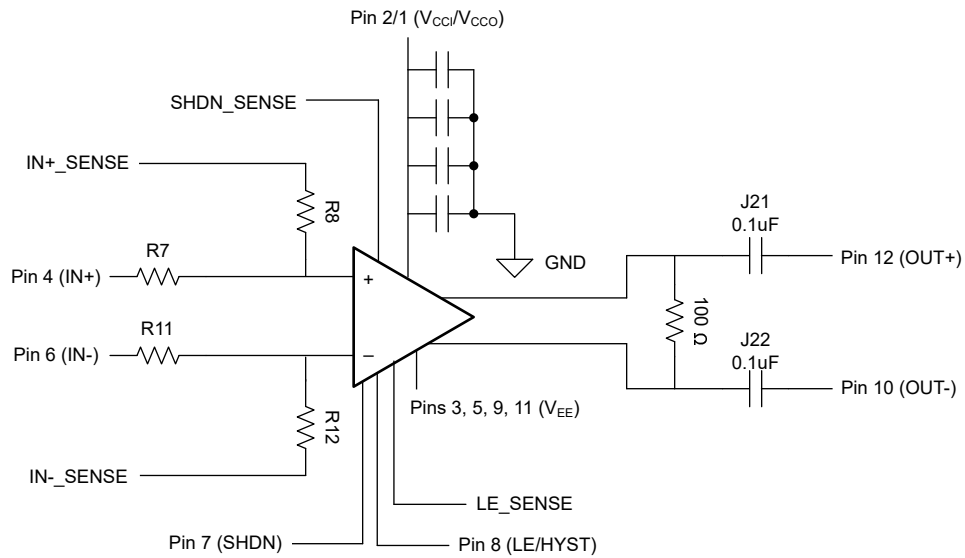 Pin 2/1 (VCCI/VCCO)
SHDN_SENSE
IN+_SENSE
R8
J21
0.1uF
R7
GND
Pin 12 (OUT+)
Pin 4 (IN+)
+
100 Ω
R11
J22
0.1uF
Pin 6 (IN-)
–
Pin 10 (OUT-)
Pins 3, 5, 9, 11 (VEE)
R12
IN-_SENSE
LE_SENSE
Pin 7 (SHDN)
Pin 8 (LE/HYST)